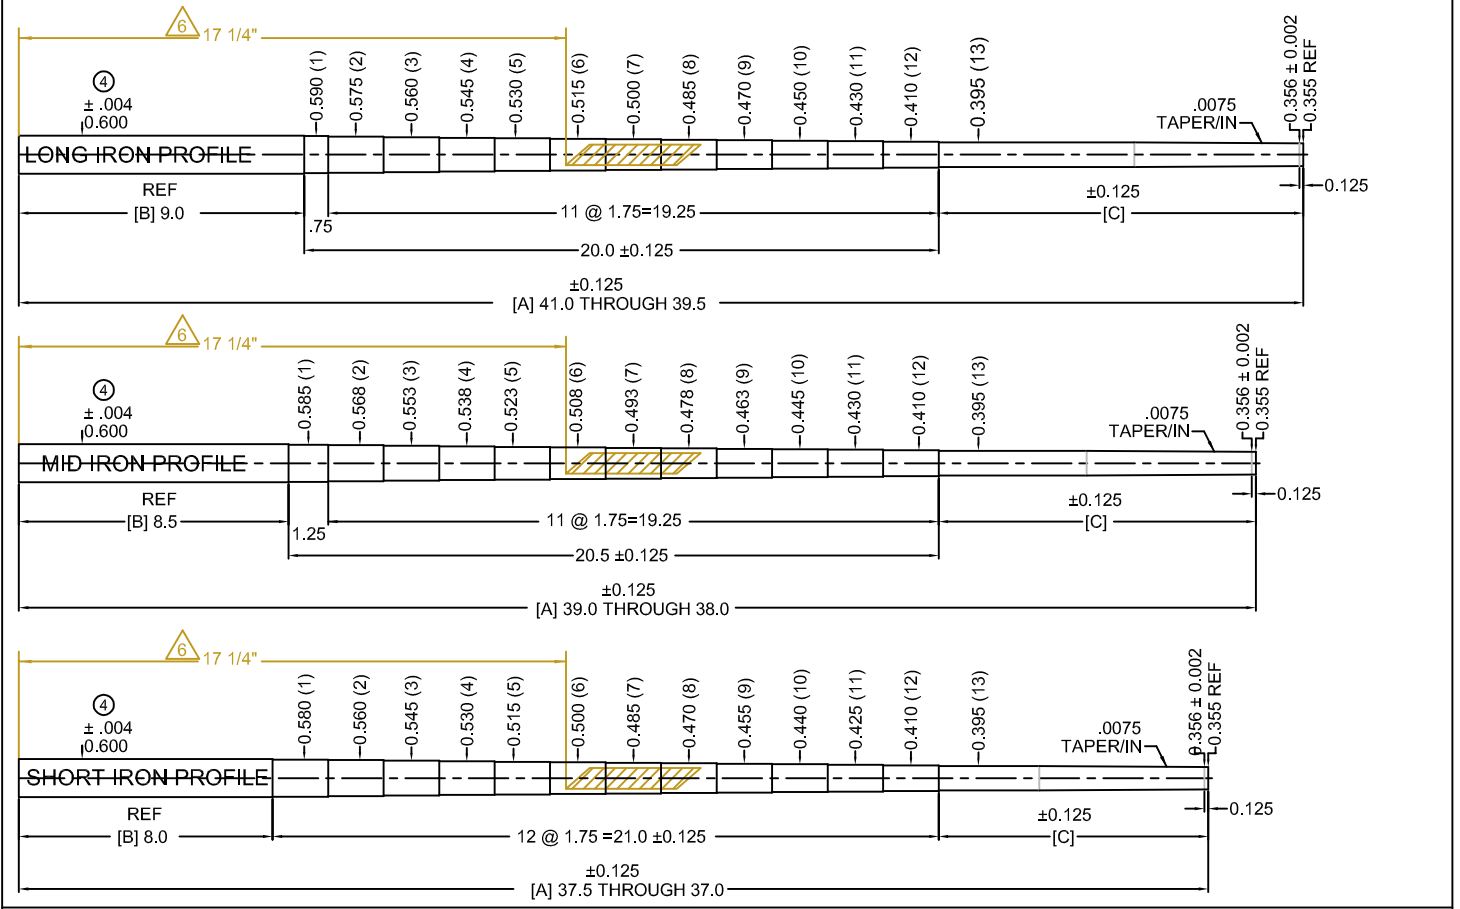 6 17 1/4"
4
± .004
0.600
0.590 (1)
0.575 (2)
0.560 (3)
0.545 (4)
0.530 (5)
0.515 (6)
0.500 (7)
0.485 (8)
0.470 (9)
0.450 (10)
0.430 (11)
0.410 (12)
0.395 (13)
.0075
TAPER/IN
0.356 ± 0.002
0.355 REF
LONG IRON PROFILE
REF
[B] 9.0
.75
11 @ 1.75=19.25
±0.125
[C]
0.125
20.0 ±0.125
±0.125
[A] 41.0 THROUGH 39.5
6 17 1/4"
4
± .004
0.600
0.585 (1)
0.568 (2)
0.553 (3)
0.538 (4)
0.523 (5)
0.508 (6)
0.493 (7)
0.478 (8)
0.463 (9)
0.445 (10)
0.430 (11)
0.410 (12)
0.395 (13)
.0075
TAPER/IN
0.356 ± 0.002
0.355 REF
MID IRON PROFILE
REF
[B] 8.5
1.25
11 @ 1.75=19.25
±0.125
[C]
0.125
20.5 ±0.125
±0.125
[A] 39.0 THROUGH 38.0
6 17 1/4"
4
± .004
0.600
0.580 (1)
0.560 (2)
0.545 (3)
0.530 (4)
0.515 (5)
0.500 (6)
0.485 (7)
0.470 (8)
0.455 (9)
0.440 (10)
0.425 (11)
0.410 (12)
0.395 (13)
.0075
TAPER/IN
0.356 ± 0.002
0.355 REF
SHORT IRON PROFILE
REF
[B] 8.0
12 @ 1.75 =21.0 ±0.125
±0.125
[C]
0.125
±0.125
[A] 37.5 THROUGH 37.0